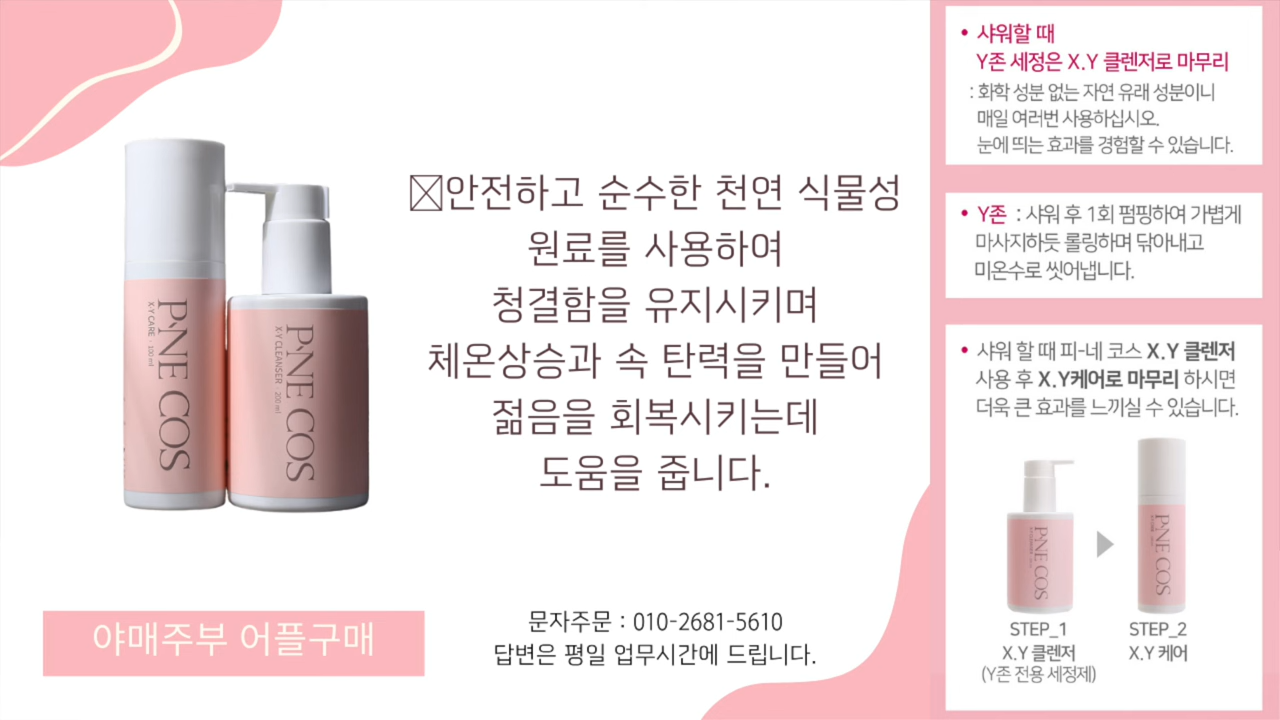 안전하고 순수한 천연 식물성
원료를 사용하여
청결함을 유지시키며
체온상승과 속 탄력을 만들어
젊음을 회복시키는데
도움을 줍니다.
P·NE COS
X·Y CARE · 100 ml
P·NE COS
X·Y CLEANSER 200 ml
야매주부 어플구매
문자주문 : 010-2681-5610
답변은 평일 업무시간에 드립니다.
• 샤워할 때
Y존 세정은 X.Y 클렌저로 마무리
: 화학 성분 없는 자연 유래 성분이니
매일 여러번 사용하십시오.
눈에 띄는 효과를 경험할 수 있습니다.
• Y존 : 샤워 후 1회 펌핑하여 가볍게
마사지하듯 롤링하며 닦아내고
미온수로 씻어냅니다.
• 샤워 할 때 피-네 코스 X.Y 클렌저
사용 후 X.Y케어로 마무리 하시면
더욱 큰 효과를 느끼실 수 있습니다.
P·NE COS
P·NE COS
STEP_1
X.Y 클렌저
(Y존 전용 세정제)
STEP_2
X.Y 케어